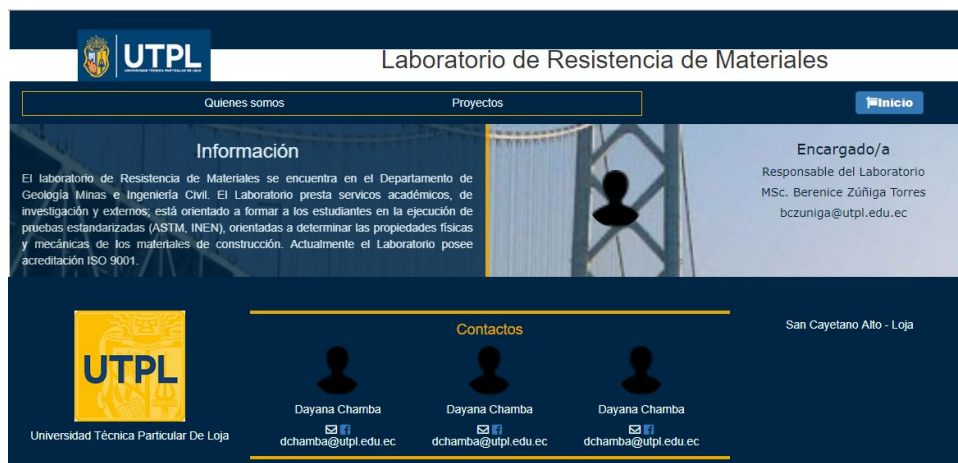 UTPL
UNIVERSIDAD TÉCNICA PARTICULAR DE LOJA
Laboratorio de Resistencia de Materiales
Quienes somos
Proyectos
Inicio
Información
El laboratorio de Resistencia de Materiales se encuentra en el Departamento de
Geología Minas e Ingeniería Civil. El Laboratorio presta servicos académicos, de
investigación y externos; está orientado a formar a los estudiantes en la ejecución de
pruebas estandarizadas (ASTM, INEN), orientadas a determinar las propiedades físicas
y mecánicas de los materiales de construcción. Actualmente el Laboratorio posee
acreditación ISO 9001.
Encargado/a
Responsable del Laboratorio
MSc. Berenice Zúñiga Torres
bczuniga@utpl.edu.ec
UTPL
Universidad Técnica Particular De Loja
Contactos
Dayana Chamba
dchamba@utpl.edu.ec
Dayana Chamba
dchamba@utpl.edu.ec
Dayana Chamba
dchamba@utpl.edu.ec
San Cayetano Alto - Loja